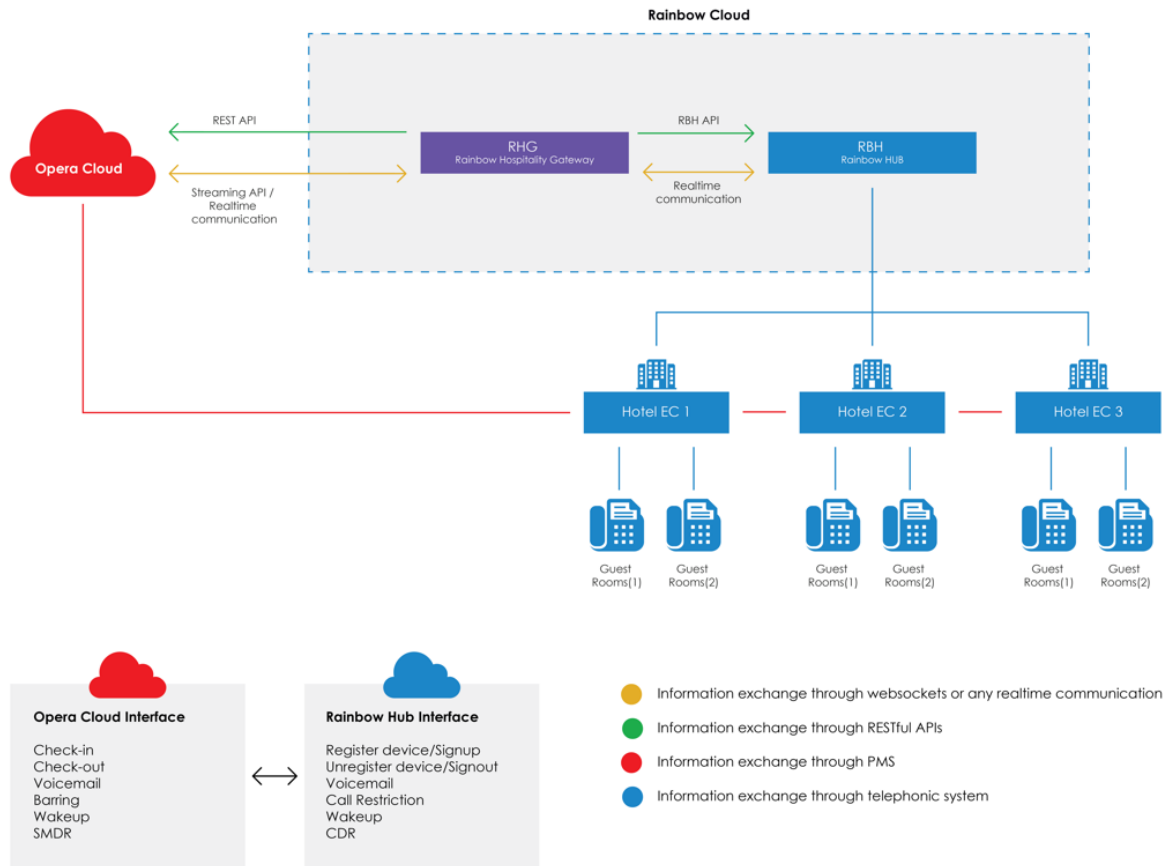 Rainbow Cloud
REST API
RBH API
RHG
Rainbow Hospitality Gateway
RBH
Rainbow HUB
Opera Cloud
Streaming API /
Realtime
communication
Realtime
communication
Hotel EC 1
Hotel EC 2
Hotel EC 3
Guest
Rooms(1)
Guest
Rooms(2)
Guest
Rooms(1)
Guest
Rooms(2)
Guest
Rooms(1)
Guest
Rooms(2)
Opera Cloud Interface
Check-in
Check-out
Voicemail
Barring
Wakeup
SMDR
Rainbow Hub Interface
Register device/Signup
Unregister device/Signout
Voicemail
Call Restriction
Wakeup
CDR
Information exchange through websockets or any realtime communication
Information exchange through RESTful APIs
Information exchange through PMS
Information exchange through telephonic system